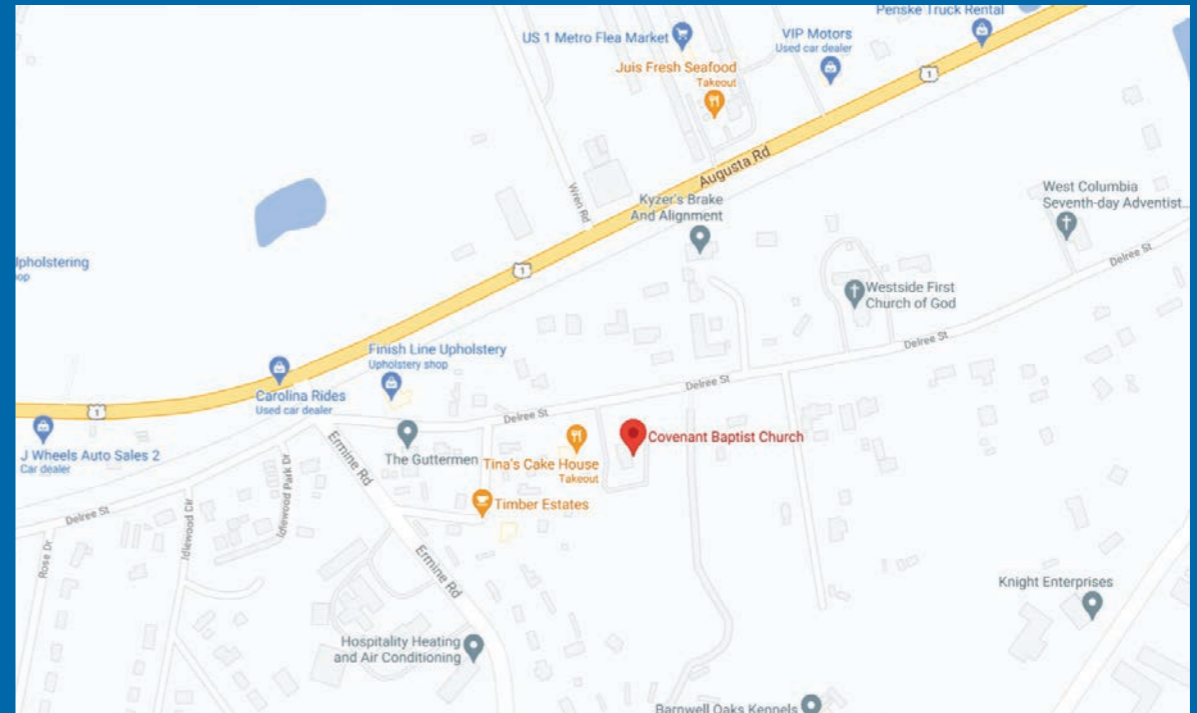 Penske Truck Rental
US 1 Metro Flea Market
VIP Motors
Used car dealer
Juis Fresh Seafood
Takeout
1
Augusta Rd
Wren Rd
Kyzer's Brake
And Alignment
West Columbia
Seventh-day Adventist...
Delree St
lpholstering
op
1
Westside First
Church of God
Delree St
Finish Line Upholstery
Upholstery shop
Delree St
Carolina Rides
Used car dealer
1
Delree St
J Wheels Auto Sales 2
Car dealer
Ermine Rd
The Guttermen
Tina's Cake House
Takeout
Covenant Baptist Church
Idlewood Park Dr
Timber Estates
Delree St
Idlewood Cir
Rose Dr
Ermine Rd
Knight Enterprises
Hospitality Heating
and Air Conditioning
Barnwell Oaks Kennels